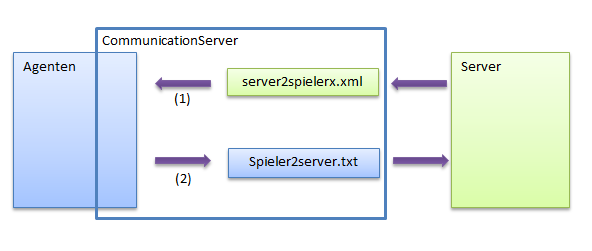 CommunicationServer
Agenten
Server
server2spielerx.xml
(1)
Spieler2server.txt
(2)